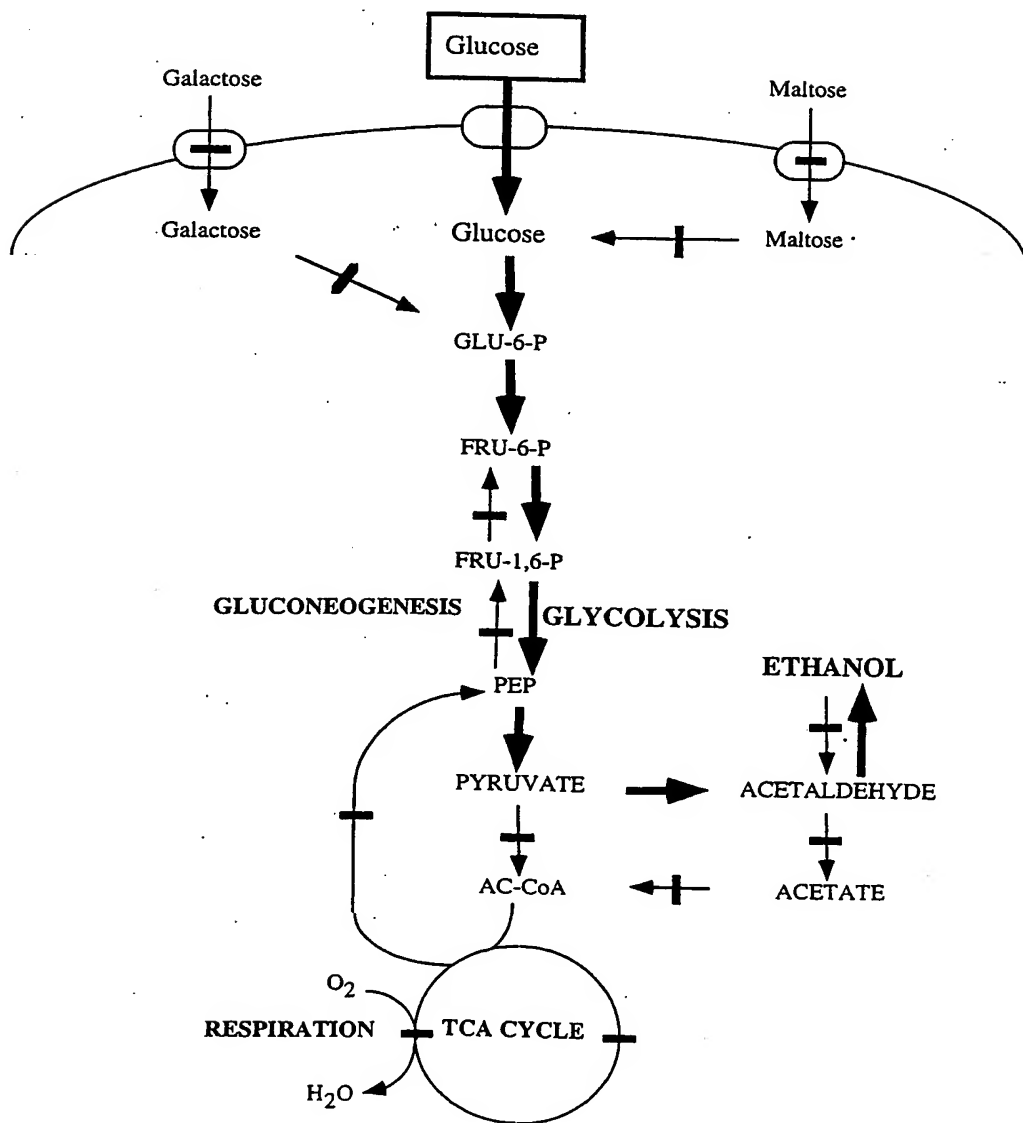 Glucose
Galactose
Maltose
Galactose
Glucose
Maltose
GLU-6-P
FRU-6-P
FRU-1,6-P
GLUCONEOGENESIS
GLYCOLYSIS
PEP
ETHANOL
PYRUVATE
ACETALDEHYDE
AC-CoA
ACETATE
O2
RESPIRATION
TCA CYCLE
H2O